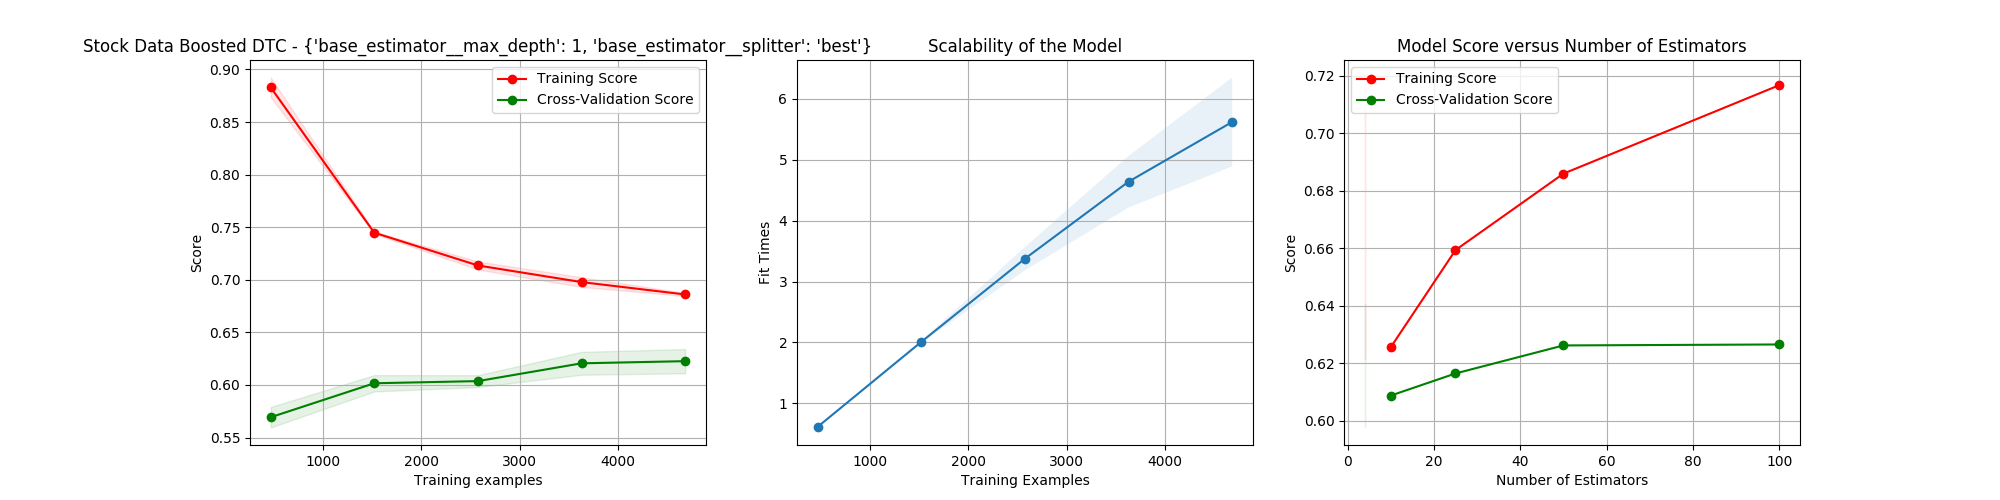 Stock Data Boosted DTC - {'base_estimator__max_depth': 1, 'base_estimator__splitter': 'best'}
Training Score
Cross-Validation Score
0.90
0.85
0.80
0.75
0.70
0.65
0.60
0.55
Score
1000
2000
3000
4000
Training examples
Scalability of the Model
6
5
4
3
2
1
Fit Times
1000
2000
3000
4000
Training Examples
Model Score versus Number of Estimators
Training Score
Cross-Validation Score
0.72
0.70
0.68
0.66
0.64
0.62
0.60
Score
0
20
40
60
80
100
Number of Estimators